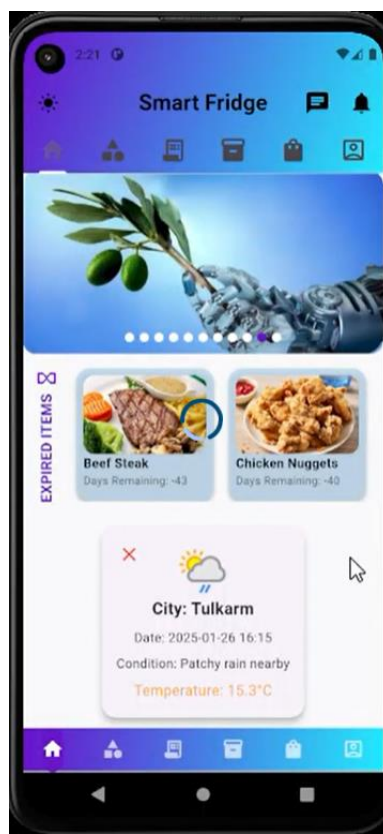 2:21
Smart Fridge
EXPIRED ITEMS
Beef Steak
Days Remaining: -43
Chicken Nuggets
Days Remaining: -40
City: Tulkarm
Date: 2025-01-26 16:15
Condition: Patchy rain nearby
Temperature: 15.3°C